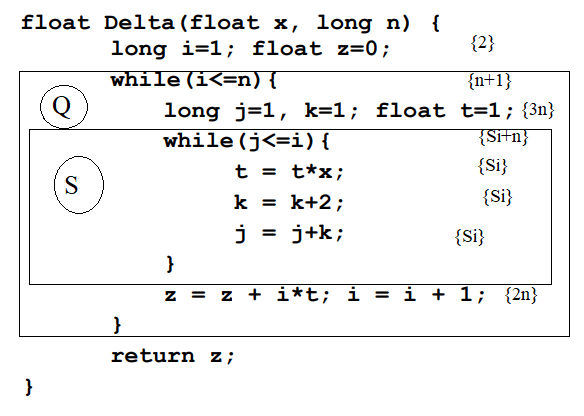 float Delta(float x, long n) {
long i=1; float z=0; {2}
while(i<=n){ {n+1}
Q
long j=1, k=1; float t=1; {3n}
while(j<=i){ {Si+n}
S
t = t*x; {Si}
k = k+2; {Si}
j = j+k; {Si}
}
z = z + i*t; i = i + 1; {2n}
}
return z;
}